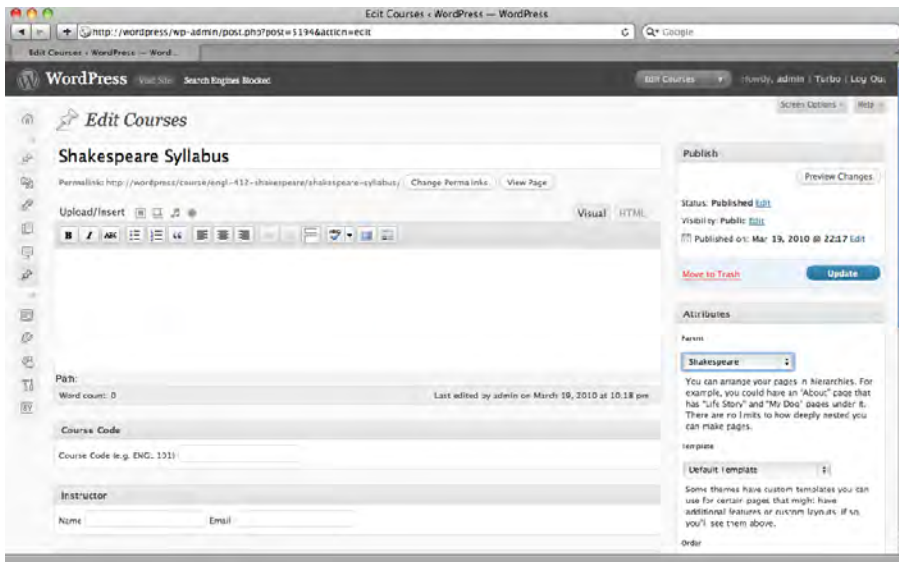 Edit Courses ‹ WordPress — WordPress
http://wordpress/wp-admin/post.php?post=5194&action=edit
Google
Edit Courses ‹ WordPress — Word...
WordPress Visit Site Search Engines Blocked
Edit Courses Howdy, admin | Turbo | Log Out
Screen Options Help
Edit Courses
Shakespeare Syllabus
Permalink: http://wordpress/course/engl-412-shakespeare/shakespeare-syllabus/ Change Permalinks View Page
Upload/Insert
Visual HTML
B I ABC
Path:
Word count: 0 Last edited by admin on March 19, 2010 at 10:18 pm
Course Code
Course Code (e.g. ENGL 101)
Instructor
Name Email
Publish
Preview Changes
Status: Published Edit
Visibility: Public Edit
Published on: Mar 19, 2010 @ 22:17 Edit
Move to Trash Update
Attributes
Parent
Shakespeare
You can arrange your pages in hierarchies. For
example, you could have an "About" page that
has "Life Story" and "My Dog" pages under it.
There are no limits to how deeply nested you
can make pages.
Template
Default Template
Some themes have custom templates you can
use for certain pages that might have
additional features or custom layouts. If so,
you'll see them above.
Order